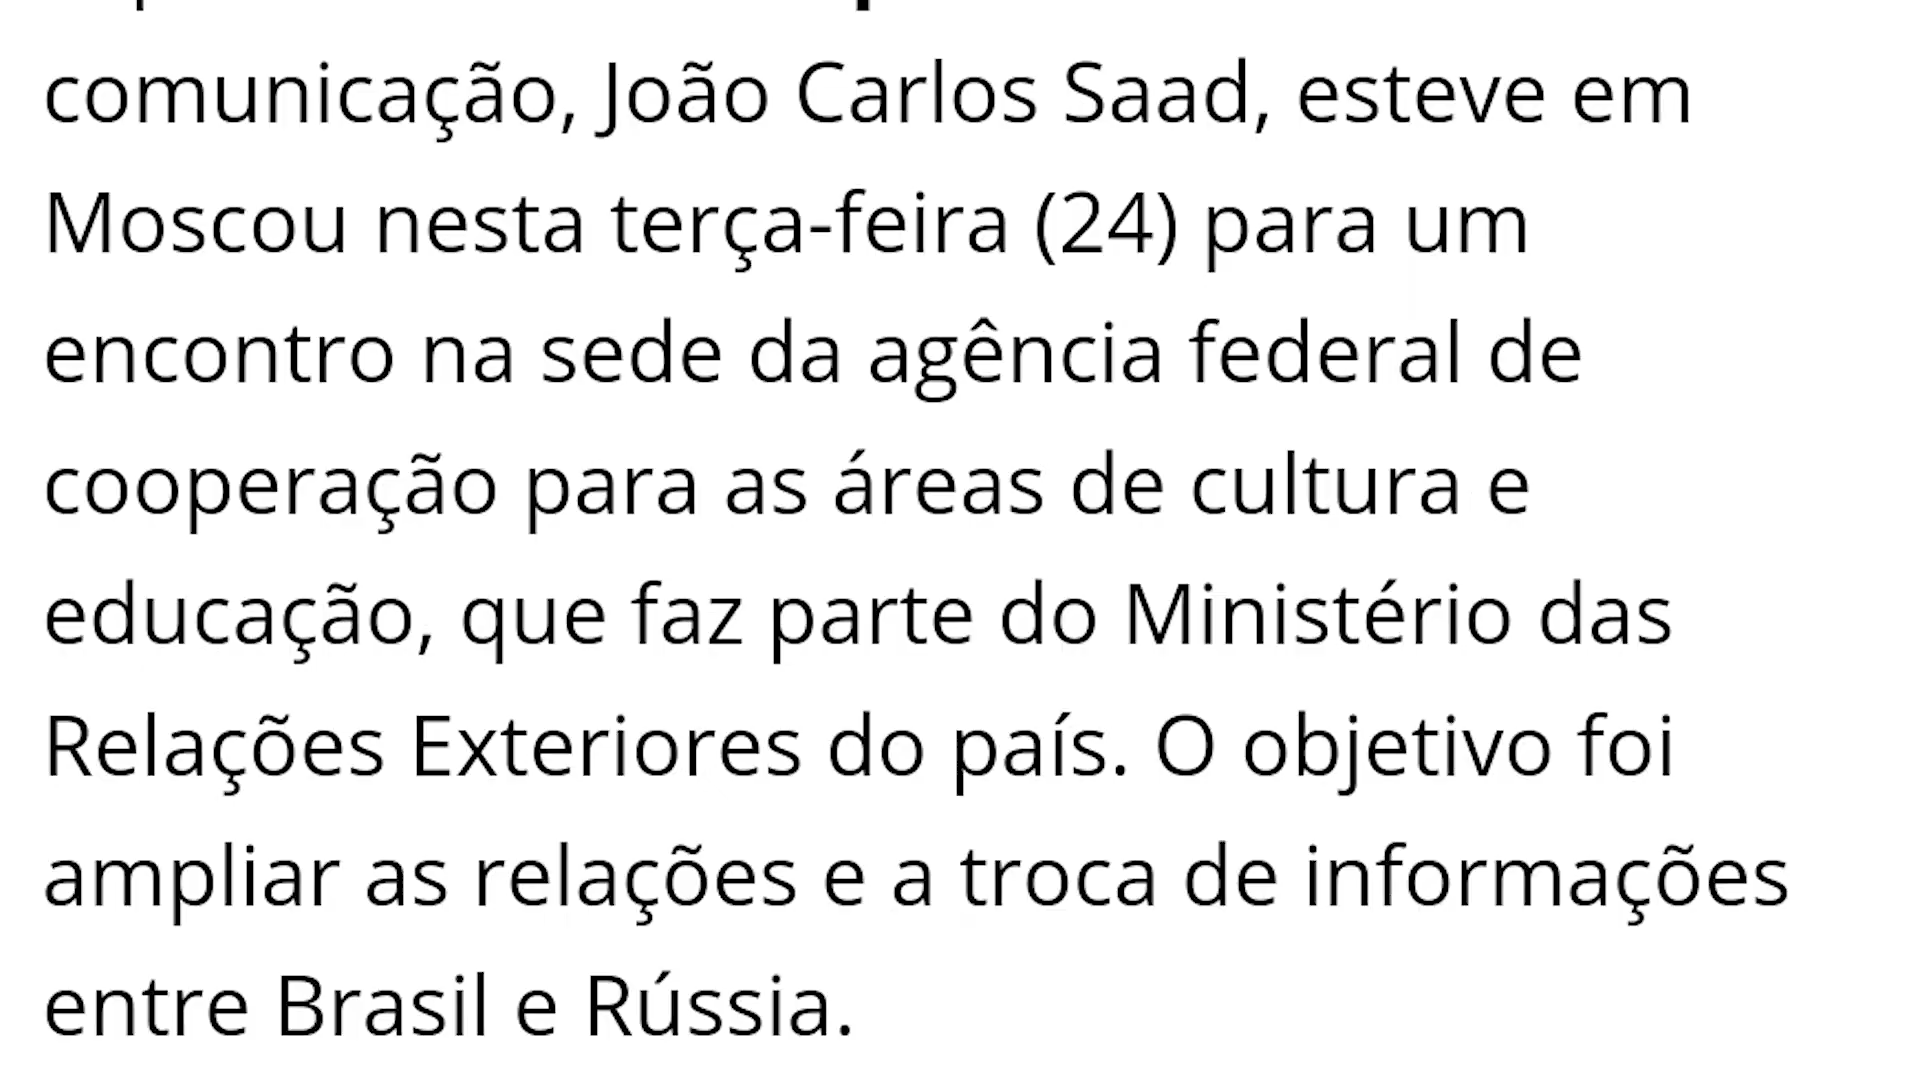 comunicação, João Carlos Saad, esteve em
Moscou nesta terça-feira (24) para um
encontro na sede da agência federal de
cooperação para as áreas de cultura e
educação, que faz parte do Ministério das
Relações Exteriores do país. O objetivo foi
ampliar as relações e a troca de informações
entre Brasil e Rússia.